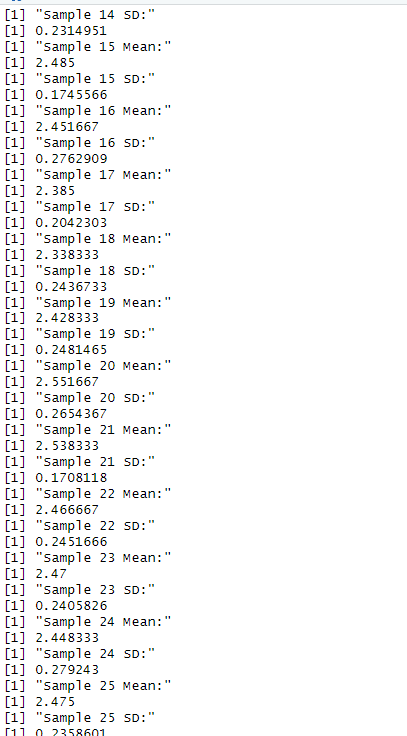 [1] "Sample 14 SD:"
[1] 0.2314951
[1] "Sample 15 Mean:"
[1] 2.485
[1] "Sample 15 SD:"
[1] 0.1745566
[1] "Sample 16 Mean:"
[1] 2.451667
[1] "Sample 16 SD:"
[1] 0.2762909
[1] "Sample 17 Mean:"
[1] 2.385
[1] "Sample 17 SD:"
[1] 0.2042303
[1] "Sample 18 Mean:"
[1] 2.338333
[1] "Sample 18 SD:"
[1] 0.2436733
[1] "Sample 19 Mean:"
[1] 2.428333
[1] "Sample 19 SD:"
[1] 0.2481465
[1] "Sample 20 Mean:"
[1] 2.551667
[1] "Sample 20 SD:"
[1] 0.2654367
[1] "Sample 21 Mean:"
[1] 2.538333
[1] "Sample 21 SD:"
[1] 0.1708118
[1] "Sample 22 Mean:"
[1] 2.466667
[1] "Sample 22 SD:"
[1] 0.2451666
[1] "Sample 23 Mean:"
[1] 2.47
[1] "Sample 23 SD:"
[1] 0.2405826
[1] "Sample 24 Mean:"
[1] 2.448333
[1] "Sample 24 SD:"
[1] 0.279243
[1] "Sample 25 Mean:"
[1] 2.475
[1] "Sample 25 SD:"
[1] 0.2358601